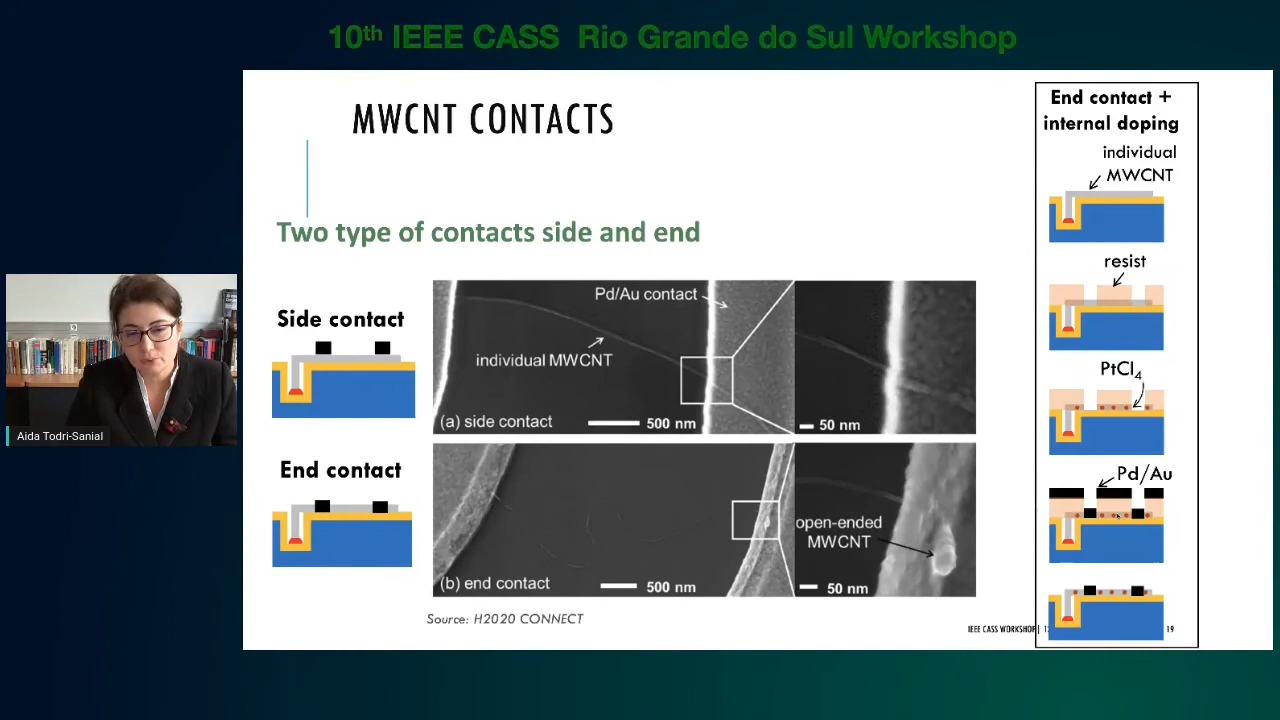 10th IEEE CASS Rio Grande do Sul Workshop
MWCNT CONTACTS
Two type of contacts side and end
Side contact
End contact
Pd/Au contact
individual MWCNT
(a) side contact
500 nm
50 nm
open-ended
MWCNT
(b) end contact
500 nm
50 nm
Source: H2020 CONNECT
End contact +
internal doping
individual
MWCNT
resist
PtCl4
Pd/Au
IEEE CASS WORKSHOP |
19
Aida Todri-Sanial